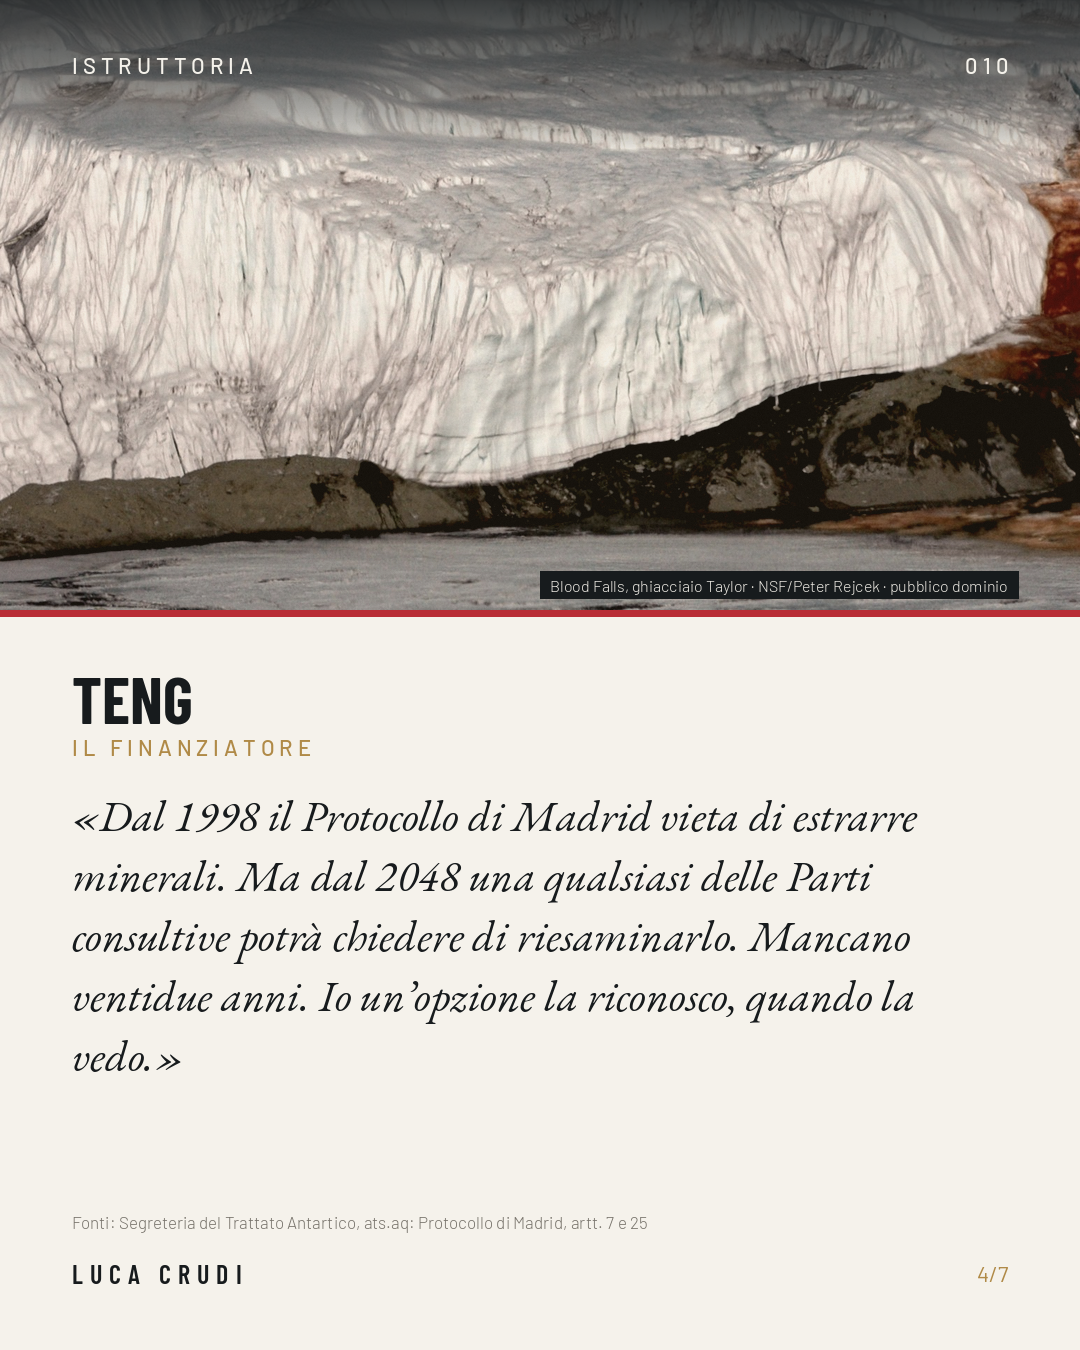 ISTRUTTORIA
010
Blood Falls, ghiacciaio Taylor · NSF/Peter Rejcek · pubblico dominio
TENG
IL FINANZIATORE
«Dal 1998 il Protocollo di Madrid vieta di estrarre
minerali. Ma dal 2048 una qualsiasi delle Parti
consultive potrà chiedere di riesaminarlo. Mancano
ventidue anni. Io un’opzione la riconosco, quando la
vedo.»
Fonti: Segreteria del Trattato Antartico, ats.aq: Protocollo di Madrid, artt. 7 e 25
LUCA CRUDI
4/7